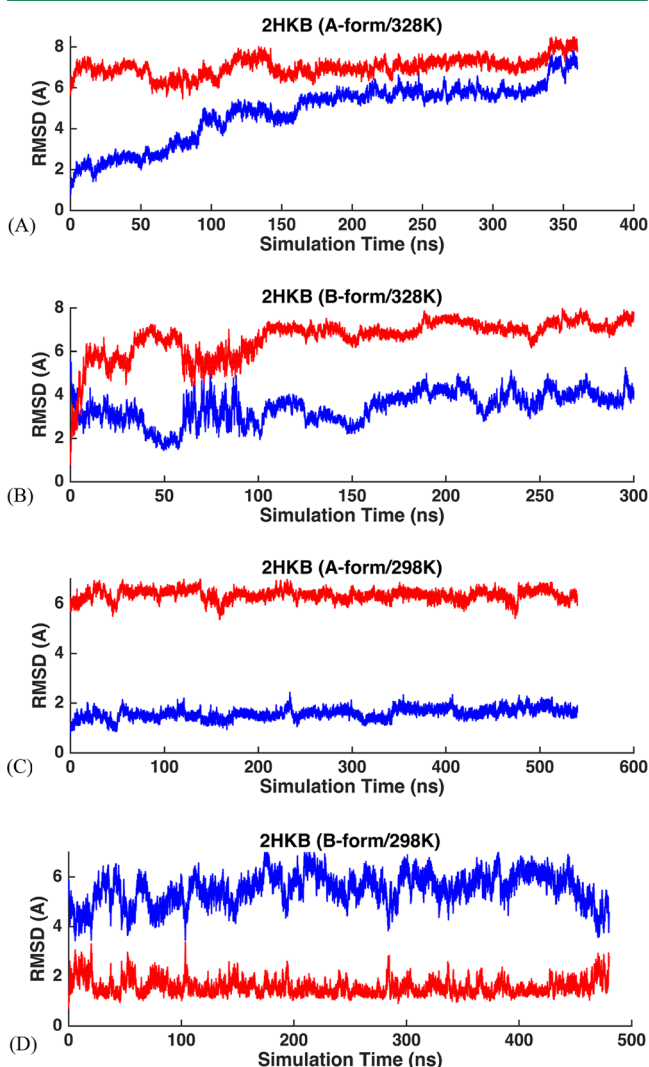 2HKB (A-form/328K)
8
6
4
2
0
RMSD (A)
0 50 100 150 200 250 300 350 400
Simulation Time (ns)
(A)
2HKB (B-form/328K)
8
6
4
2
0
RMSD (A)
0 50 100 150 200 250 300
Simulation Time (ns)
(B)
2HKB (A-form/298K)
6
4
2
0
RMSD (A)
0 100 200 300 400 500 600
Simulation Time (ns)
(C)
2HKB (B-form/298K)
6
4
2
0
RMSD (A)
0 100 200 300 400 500
Simulation Time (ns)
(D)